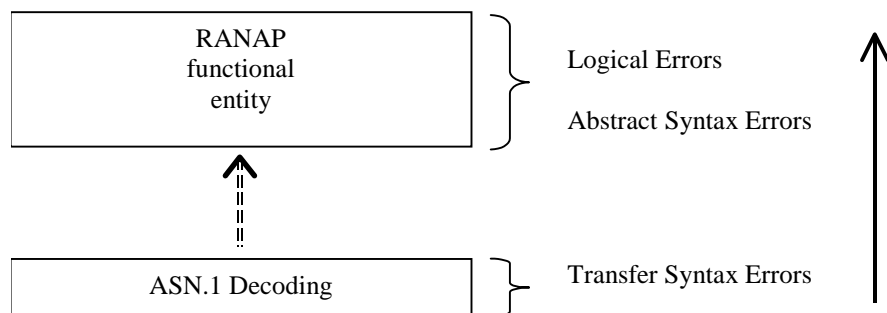 RANAP
functional
entity
Logical Errors
Abstract Syntax Errors
ASN.1 Decoding
Transfer Syntax Errors